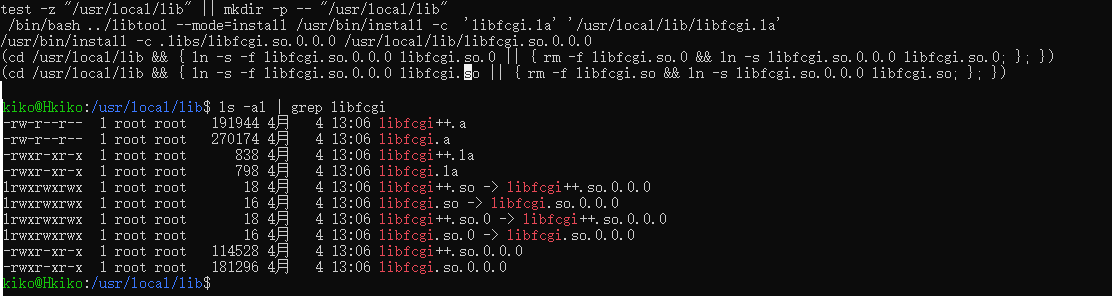 test -z "/usr/local/lib" || mkdir -p -- "/usr/local/lib"
/bin/bash ../libtool --mode=install /usr/bin/install -c 'libfcgi.la' '/usr/local/lib/libfcgi.la'
/usr/bin/install -c .libs/libfcgi.so.0.0.0 /usr/local/lib/libfcgi.so.0.0.0
(cd /usr/local/lib && { ln -s -f libfcgi.so.0.0.0 libfcgi.so.0 || { rm -f libfcgi.so.0 && ln -s libfcgi.so.0.0.0 libfcgi.so.0; }; })
(cd /usr/local/lib && { ln -s -f libfcgi.so.0.0.0 libfcgi.so || { rm -f libfcgi.so && ln -s libfcgi.so.0.0.0 libfcgi.so; }; })
kiko@Hkiko:/usr/local/lib$ ls -al | grep libfcgi
-rw-r--r-- 1 root root 191944 4月 4 13:06 libfcgi++.a
-rw-r--r-- 1 root root 270174 4月 4 13:06 libfcgi.a
-rwxr-xr-x 1 root root 838 4月 4 13:06 libfcgi++.la
-rwxr-xr-x 1 root root 798 4月 4 13:06 libfcgi.la
lrwxrwxrwx 1 root root 18 4月 4 13:06 libfcgi++.so -> libfcgi++.so.0.0.0
lrwxrwxrwx 1 root root 16 4月 4 13:06 libfcgi.so -> libfcgi.so.0.0.0
lrwxrwxrwx 1 root root 18 4月 4 13:06 libfcgi++.so.0 -> libfcgi++.so.0.0.0
lrwxrwxrwx 1 root root 16 4月 4 13:06 libfcgi.so.0 -> libfcgi.so.0.0.0
-rwxr-xr-x 1 root root 114528 4月 4 13:06 libfcgi++.so.0.0.0
-rwxr-xr-x 1 root root 181296 4月 4 13:06 libfcgi.so.0.0.0
kiko@Hkiko:/usr/local/lib$